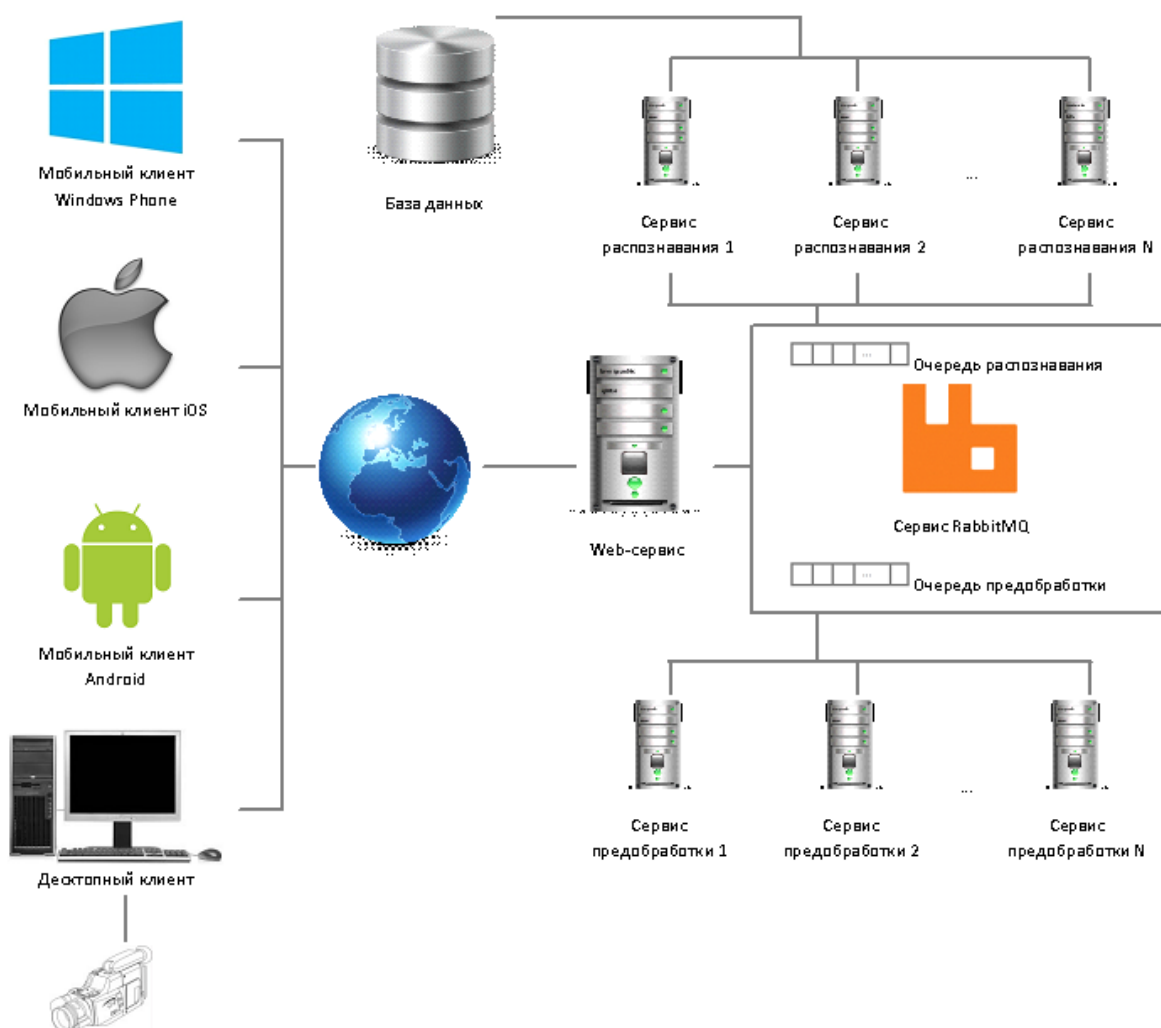 Мобильный клиент
Windows Phone
База данных
Сервис
распознавания 1
Сервис
распознавания 2
...
Сервис
распознавания N
Мобильный клиент iOS
...
Очередь распознавания
Сервис RabbitMQ
Web-сервис
...
Очередь предобработки
Мобильный клиент
Android
Десктопный клиент
Сервис
предобработки 1
Сервис
предобработки 2
...
Сервис
предобработки N